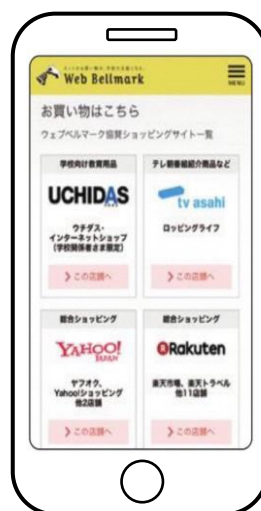 Web Bellmark
MENU
お買い物はこちら
ウェブベルマーク協賛ショッピングサイト一覧
学校向け教育用品
UCHIDAS
ウチダス・
インターネットショップ
(学校関係者さま限定)
❯ この店舗へ
テレ朝番組紹介商品など
tv asahi
ロッピングライフ
❯ この店舗へ
総合ショッピング
YAHOO!
JAPAN
ヤフオク、
Yahoo!ショッピング
他2店舗
❯ この店舗へ
総合ショッピング
Rakuten
楽天市場、楽天トラベル
他11店舗
❯ この店舗へ